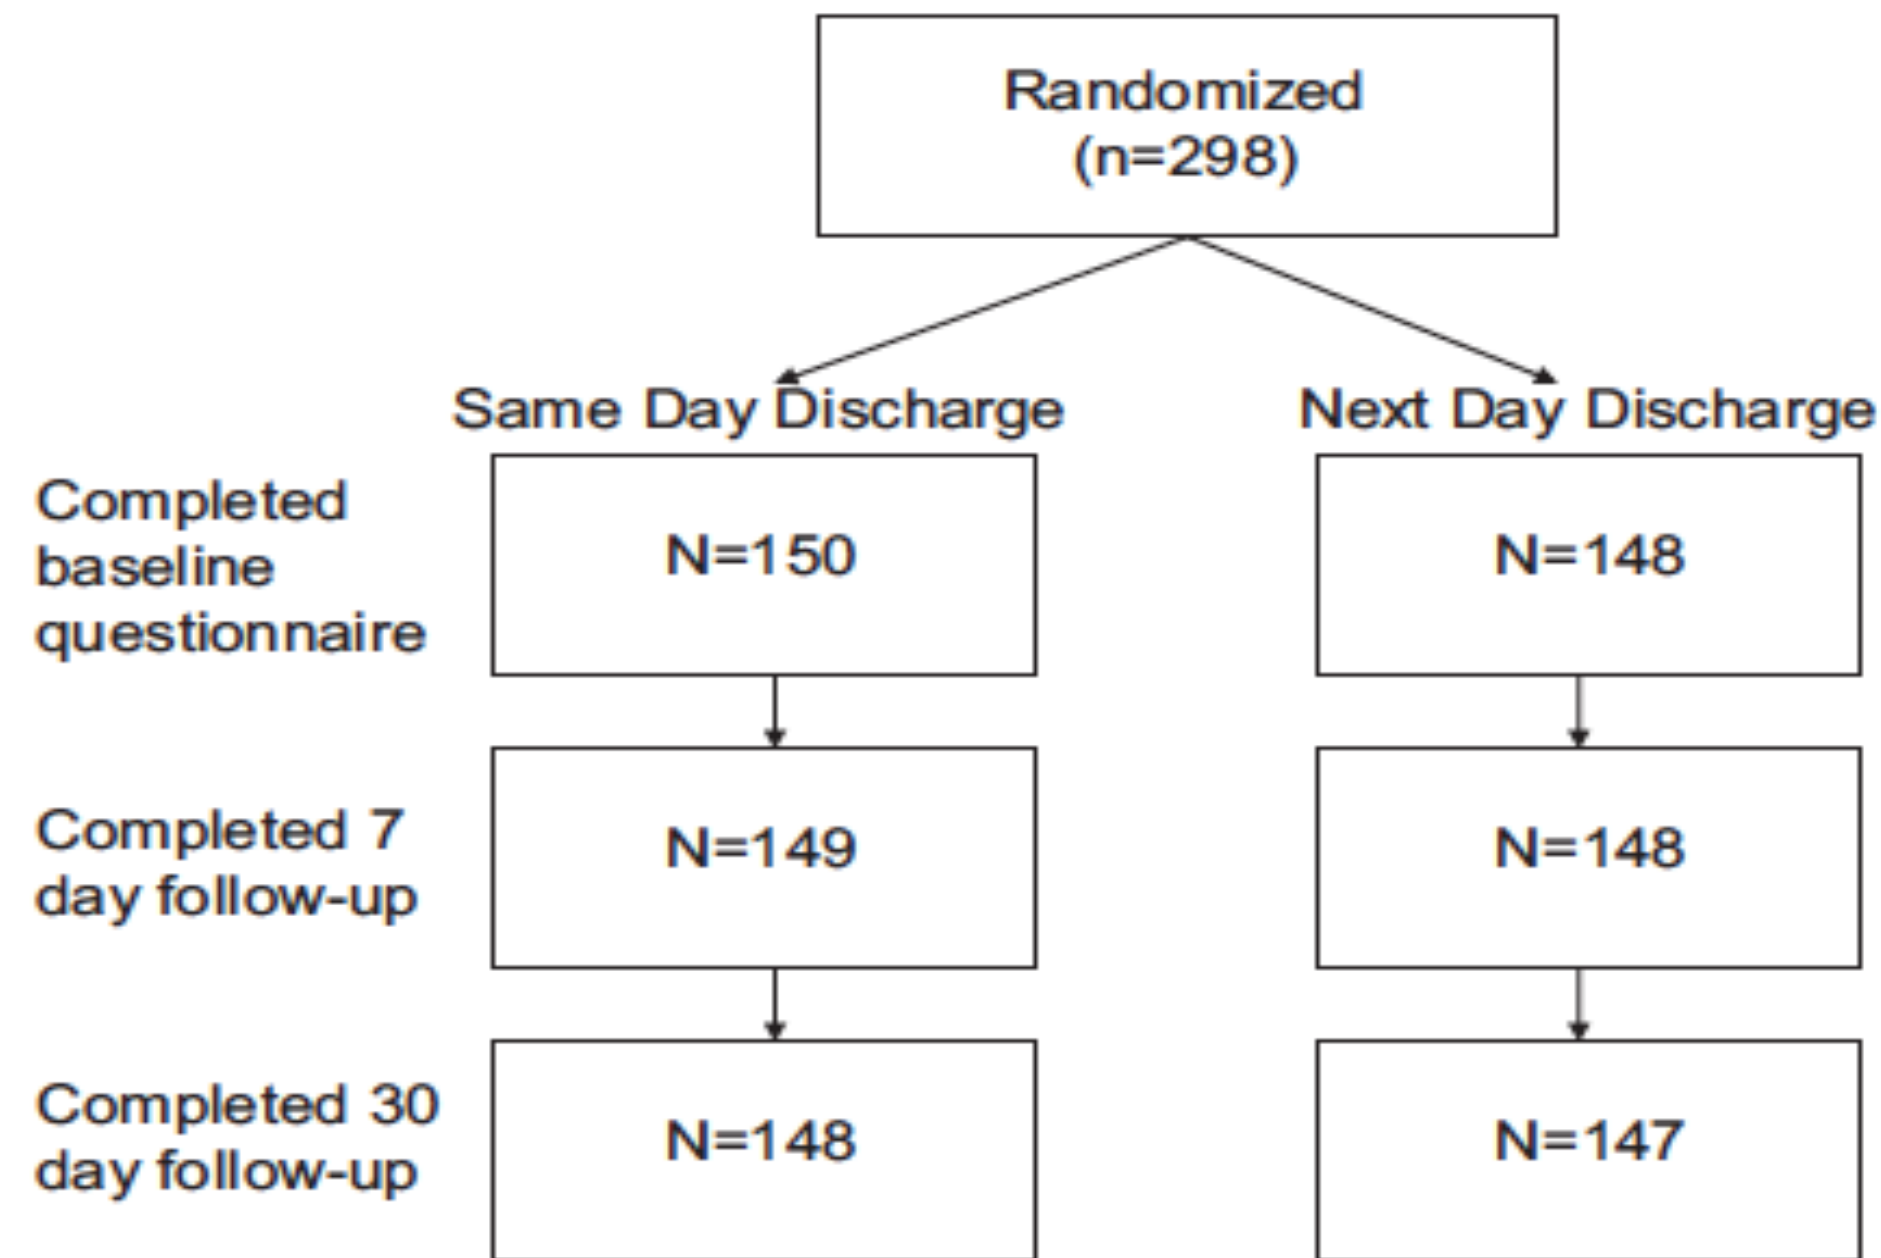 Randomized
(n=298)
Same Day Discharge
Next Day Discharge
Completed
baseline
questionnaire
N=150
N=148
Completed 7
day follow-up
N=149
N=148
Completed 30
day follow-up
N=148
N=147